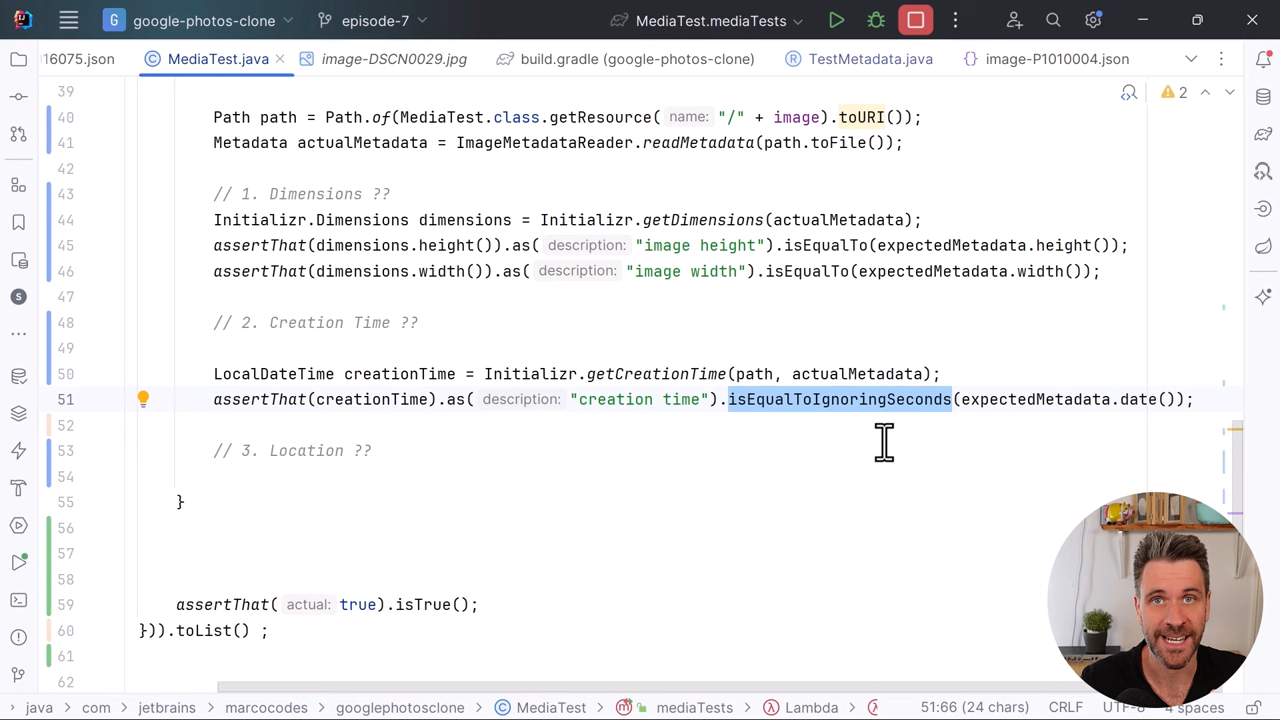 G google-photos-clone episode-7 MediaTest.mediaTests
16075.json MediaTest.java image-DSCN0029.jpg build.gradle (google-photos-clone) TestMetadata.java image-P1010004.json
39
2
40 Path path = Path.of(MediaTest.class.getResource( name: "/" + image).toURI());
41 Metadata actualMetadata = ImageMetadataReader.readMetadata(path.toFile());
42
43 // 1. Dimensions ??
44 Initializr.Dimensions dimensions = Initializr.getDimensions(actualMetadata);
45 assertThat(dimensions.height()).as( description: "image height").isEqualTo(expectedMetadata.height());
46 assertThat(dimensions.width()).as( description: "image width").isEqualTo(expectedMetadata.width());
47
48 // 2. Creation Time ??
49
50 LocalDateTime creationTime = Initializr.getCreationTime(path, actualMetadata);
51 assertThat(creationTime).as( description: "creation time").isEqualToIgnoringSeconds(expectedMetadata.date());
52
53 // 3. Location ??
54
55 }
56
57
58
59 assertThat( actual: true).isTrue();
60 })).toList() ;
61
62
java com jetbrains marcocodes googlephotosclone MediaTest mediaTests Lambda 51:66 (24 chars) CRLF UTF-8 4 spaces